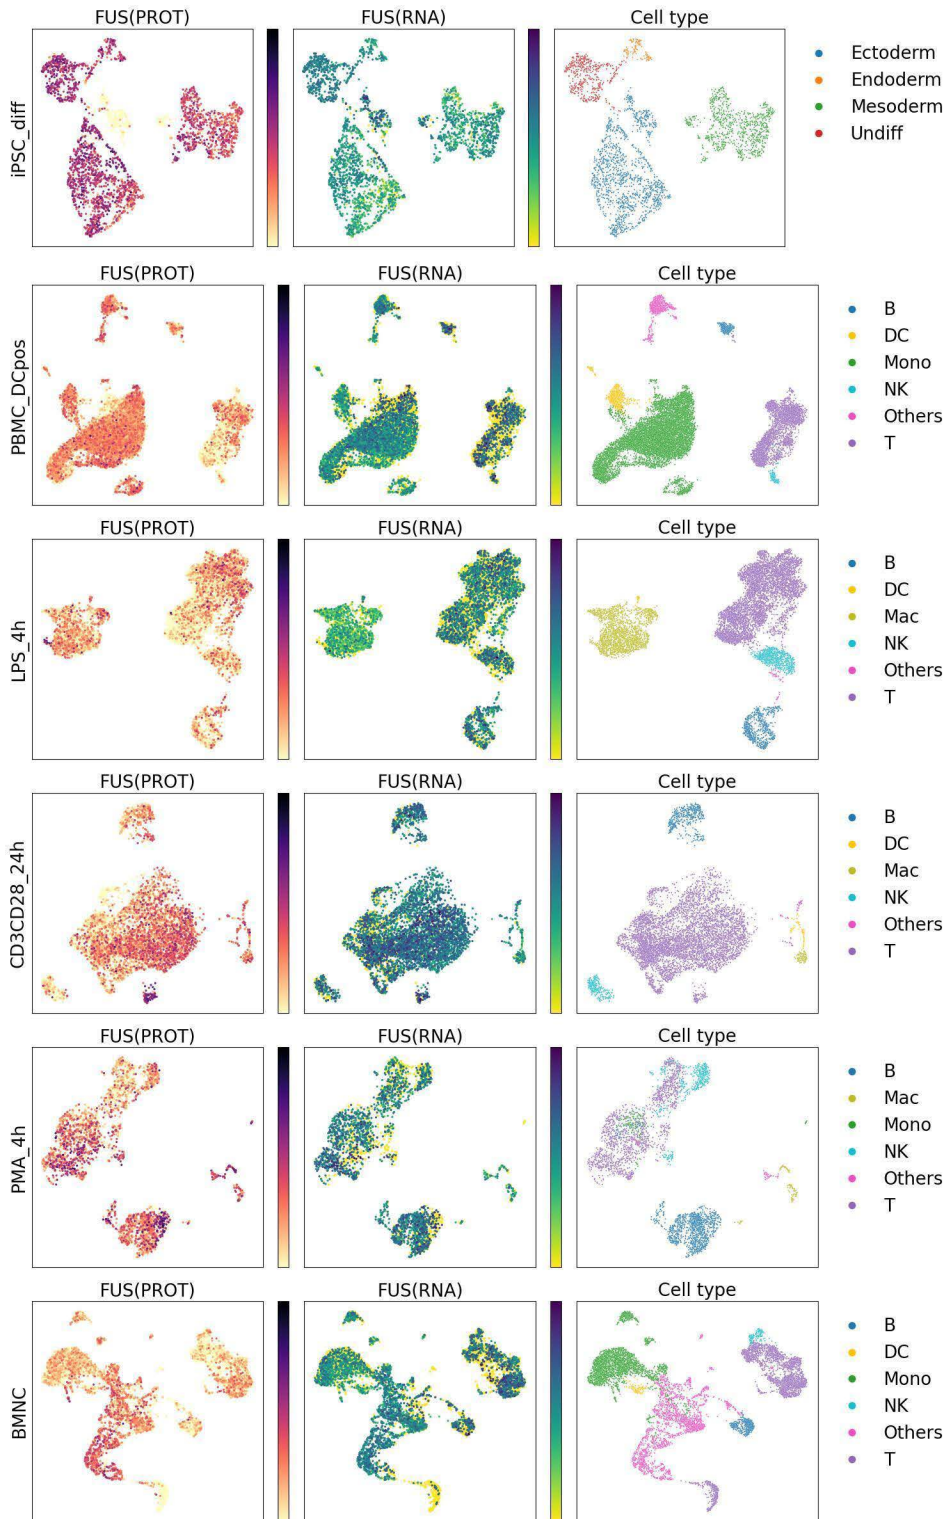 FUS(PROT) FUS(RNA) Cell type
iPSC_diff
Ectoderm
Endoderm
Mesoderm
Undiff
FUS(PROT) FUS(RNA) Cell type
PBMC_DCpos
B
DC
Mono
NK
Others
T
FUS(PROT) FUS(RNA) Cell type
LPS_4h
B
DC
Mac
NK
Others
T
FUS(PROT) FUS(RNA) Cell type
CD3CD28_24h
B
DC
Mac
NK
Others
T
FUS(PROT) FUS(RNA) Cell type
PMA_4h
B
Mac
Mono
NK
Others
T
FUS(PROT) FUS(RNA) Cell type
BMNC
B
DC
Mono
NK
Others
T